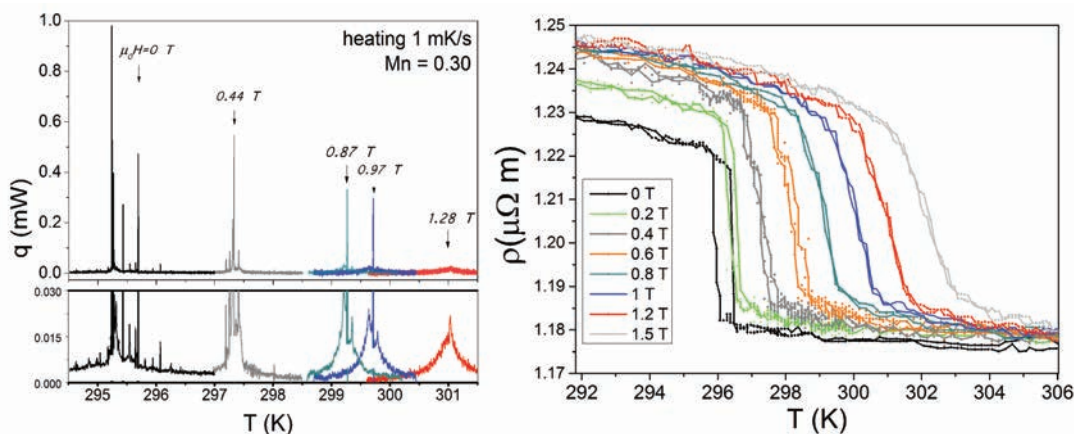 heating 1 mK/s
Mn = 0.30
μ₀H=0 T
0.44 T
0.87 T
0.97 T
1.28 T
q (mW)
1.0
0.8
0.6
0.4
0.2
0.0
0.030
0.015
0.000
295 296 297 298 299 300 301
T (K)
ρ(μΩ m)
1.25
1.24
1.23
1.22
1.21
1.20
1.19
1.18
1.17
0 T
0.2 T
0.4 T
0.6 T
0.8 T
1 T
1.2 T
1.5 T
292 294 296 298 300 302 304 306
T (K)